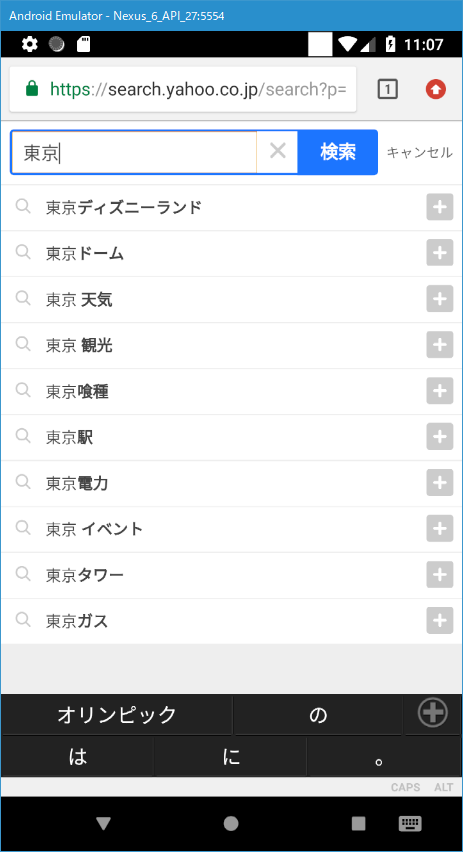 Android Emulator - Nexus_6_API_27:5554
11:07
https://search.yahoo.co.jp/search?p=
1
東京 検索 キャンセル
東京ディズニーランド
東京ドーム
東京 天気
東京 観光
東京喰種
東京駅
東京電力
東京 イベント
東京タワー
東京ガス
オリンピック の
は に 。
CAPS ALT